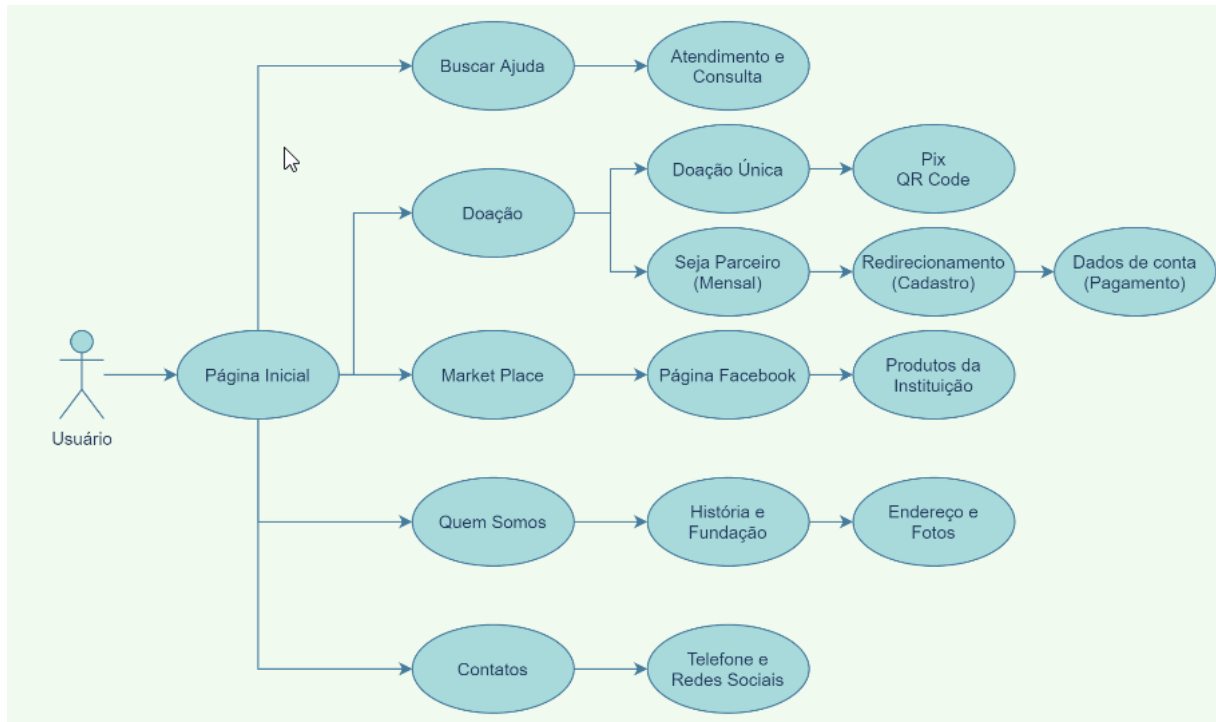 Buscar Ajuda
Atendimento e
Consulta
Doação
Doação Única
Pix
QR Code
Seja Parceiro
(Mensal)
Redirecionamento
(Cadastro)
Dados de conta
(Pagamento)
Usuário
Página Inicial
Market Place
Página Facebook
Produtos da
Instituição
Quem Somos
História e
Fundação
Endereço e
Fotos
Contatos
Telefone e
Redes Sociais